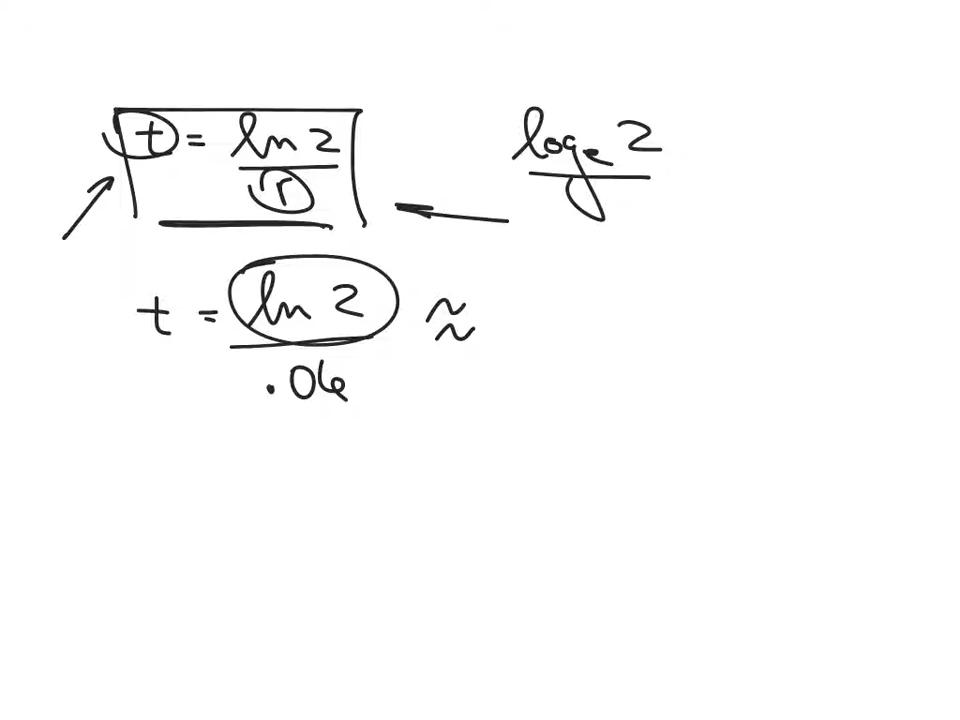 t = ln 2 / r
logₑ 2
t = ln 2 / .06 ≈